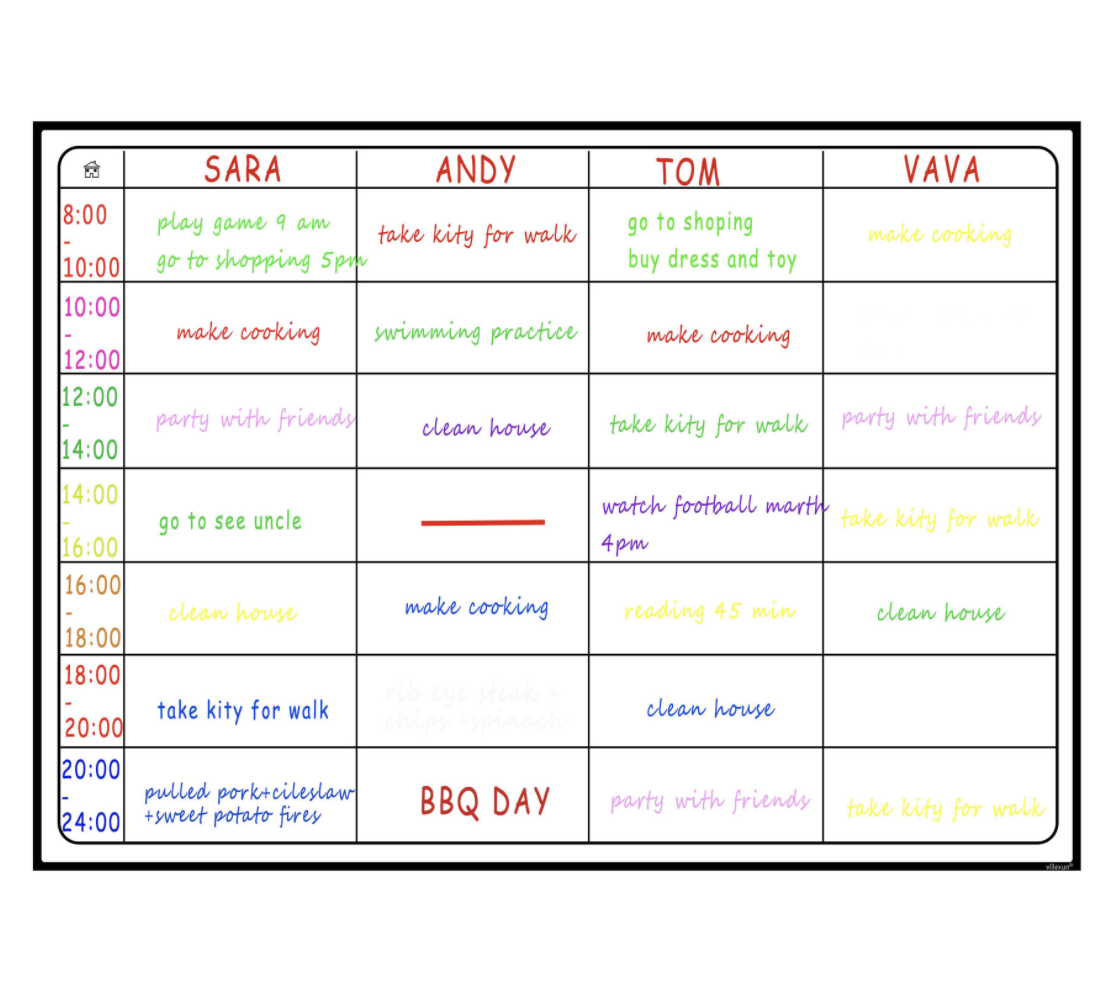 SARA ANDY TOM VAVA
8:00
-
10:00
play game 9 am
go to shopping 5pm
take kity for walk
go to shoping
buy dress and toy
make cooking
10:00
-
12:00
make cooking
swimming practice
make cooking
12:00
-
14:00
party with friends
clean house
take kity for walk
party with friends
14:00
-
16:00
go to see uncle
watch football marth
4pm
take kity for walk
16:00
-
18:00
clean house
make cooking
reading 45 min
clean house
18:00
-
20:00
take kity for walk
rib eye steak +
chips +spinach
clean house
20:00
-
24:00
pulled pork+cileslaw
+sweet potato fires
BBQ DAY
party with friends
take kity for walk
villexun®